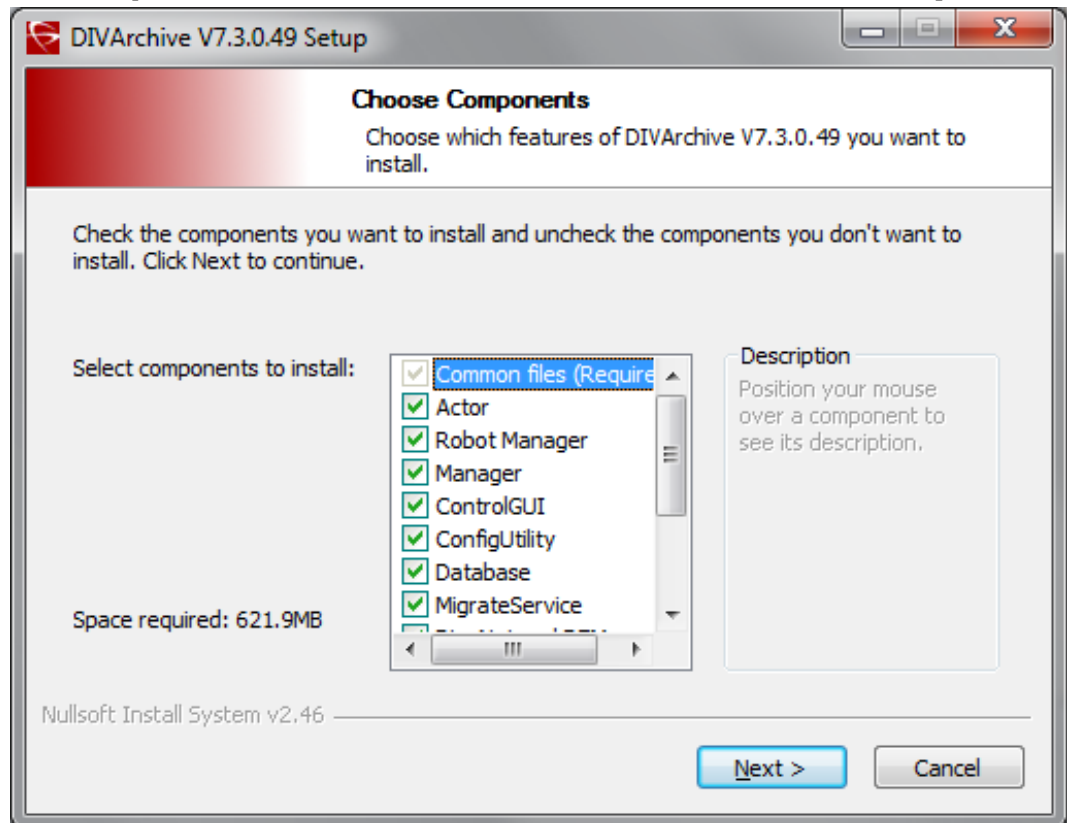 DIVArchive V7.3.0.49 Setup
Choose Components
Choose which features of DIVArchive V7.3.0.49 you want to
install.
Check the components you want to install and uncheck the components you don't want to
install. Click Next to continue.
Select components to install:
Common files (Require
Actor
Robot Manager
Manager
ControlGUI
ConfigUtility
Database
MigrateService
Description
Position your mouse
over a component to
see its description.
Space required: 621.9MB
Nullsoft Install System v2.46
Next >
Cancel